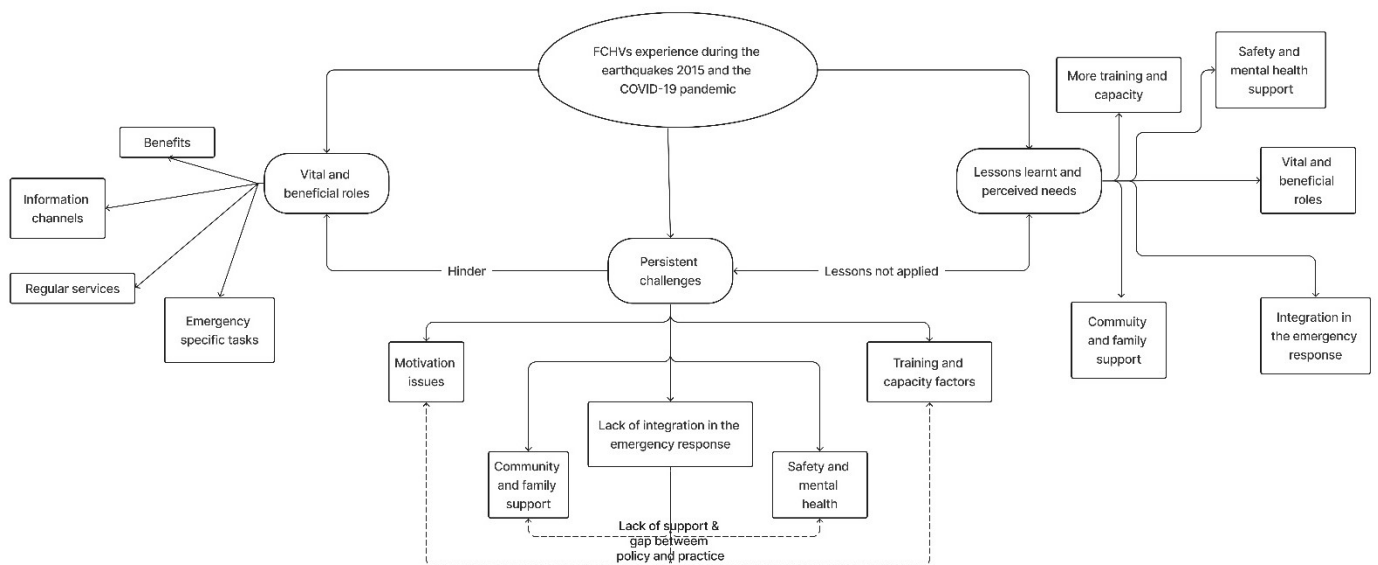 FCHVs experience during the
earthquakes 2015 and the
COVID-19 pandemic
Vital and
beneficial roles
Benefits
Information
channels
Regular services
Emergency
specific tasks
Hinder
Persistent
challenges
Lessons not applied
Lessons learnt and
perceived needs
More training and
capacity
Safety and
mental health
support
Vital and
beneficial
roles
Integration in
the emergency
response
Commuity
and family
support
Motivation
issues
Community
and family
support
Lack of integration in the
emergency response
Safety and
mental
health
Training and
capacity factors
Lack of support &
gap betweem
policy and practice